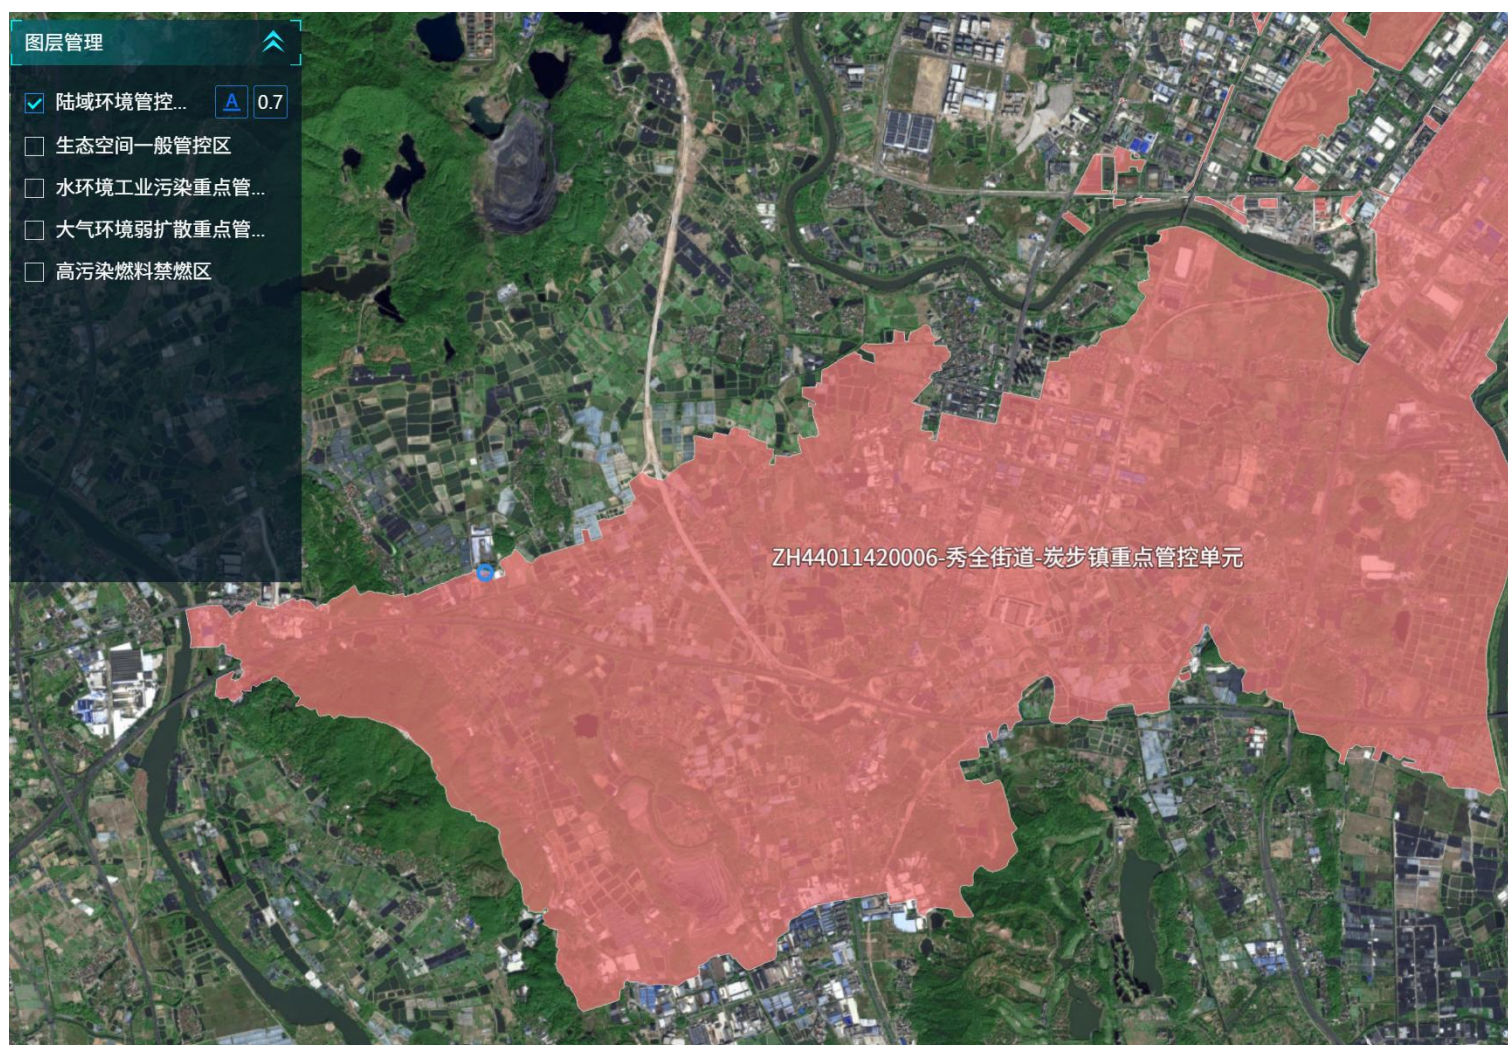 图层管理
陆域环境管控... A 0.7
生态空间一般管控区
水环境工业污染重点管...
大气环境弱扩散重点管...
高污染燃料禁燃区
ZH44011420006-秀全街道-炭步镇重点管控单元